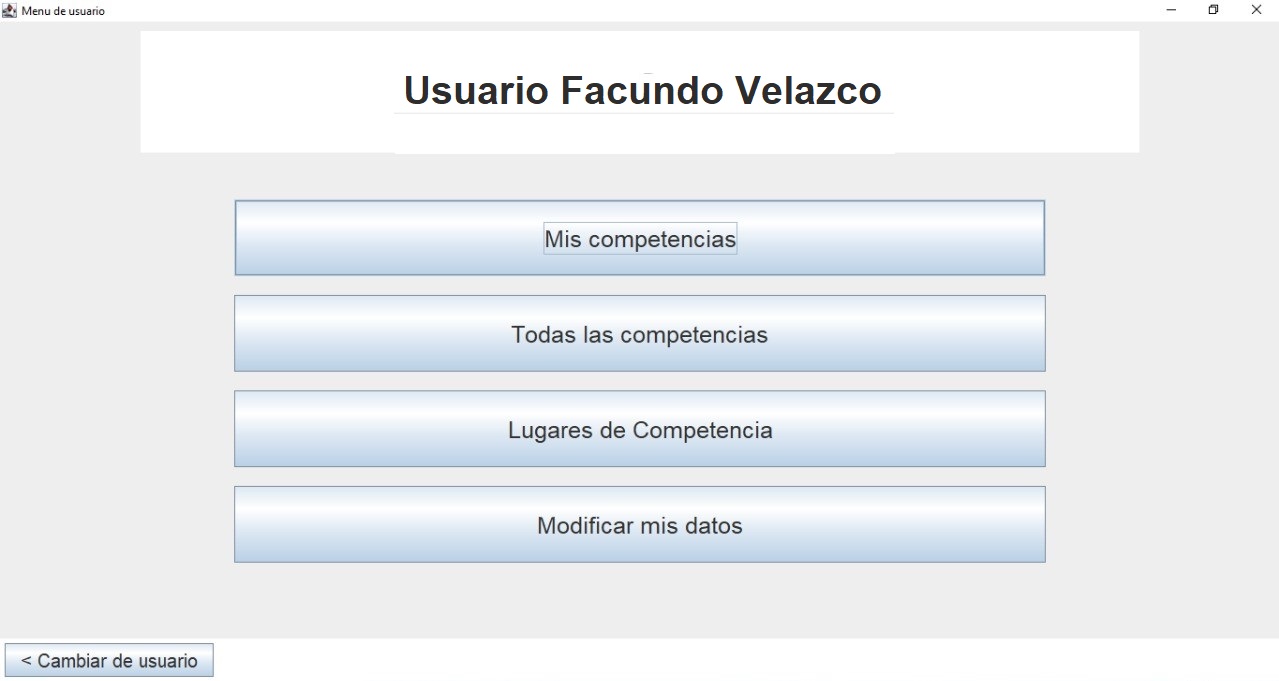 Menu de usuario
Usuario Facundo Velazco
Mis competencias
Todas las competencias
Lugares de Competencia
Modificar mis datos
< Cambiar de usuario